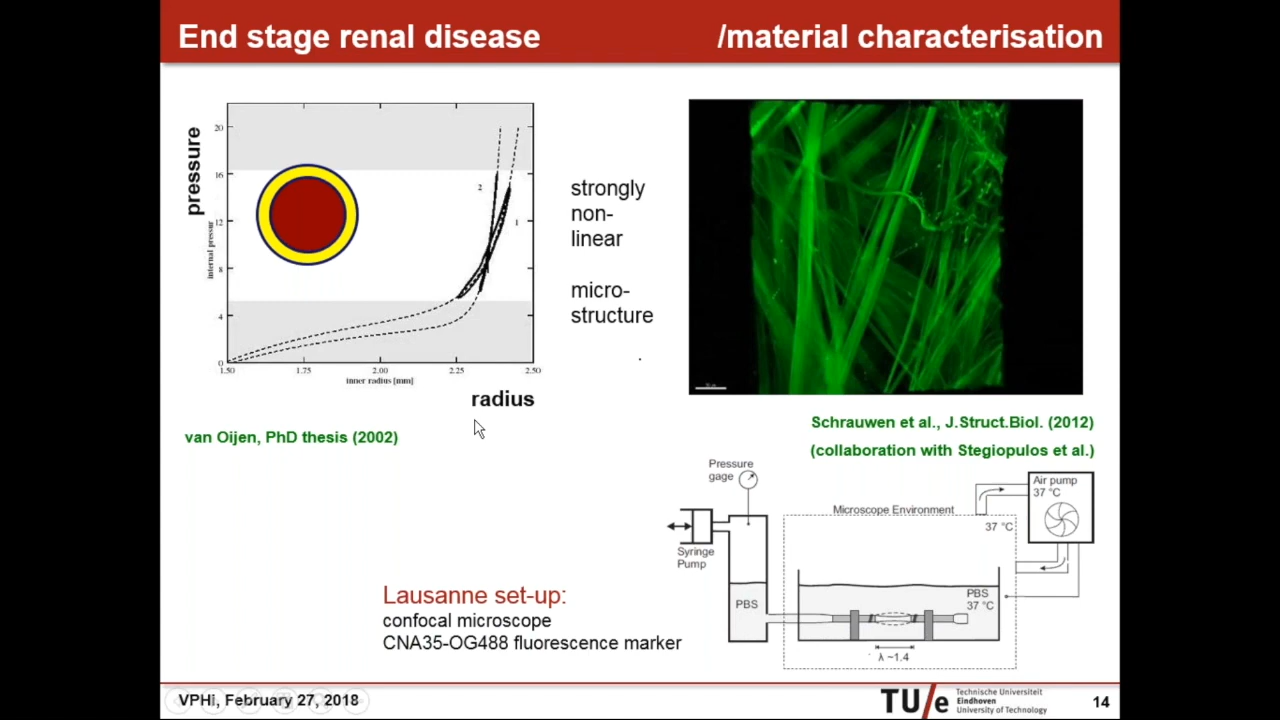 End stage renal disease
/material characterisation
pressure
internal pressur
20
16
12
8
4
0
2
1
1.50 1.75 2.00 2.25 2.50
inner radius [mm]
radius
van Oijen, PhD thesis (2002)
strongly
non-
linear
micro-
structure
Schrauwen et al., J.Struct.Biol. (2012)
(collaboration with Stegiopulos et al.)
Pressure
gage
Syringe
Pump
PBS
Microscope Environment
Air pump
37 °C
37 °C
PBS
37 °C
λ ~1.4
Lausanne set-up:
confocal microscope
CNA35-OG488 fluorescence marker
VPHi, February 27, 2018
TU/e
Technische Universiteit
Eindhoven
University of Technology
14